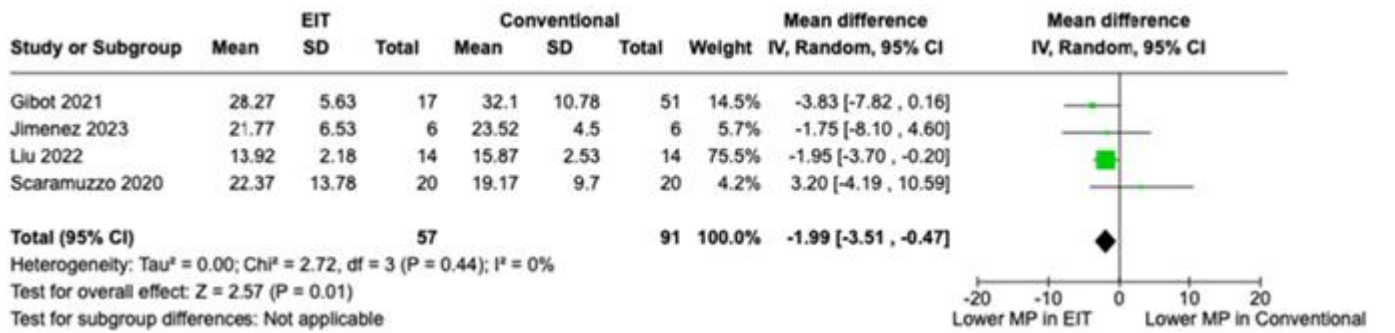 EIT Conventional Mean difference Mean difference
Study or Subgroup Mean SD Total Mean SD Total Weight IV, Random, 95% CI IV, Random, 95% CI
Gibot 2021 28.27 5.63 17 32.1 10.78 51 14.5% -3.83 [-7.82 , 0.16]
Jimenez 2023 21.77 6.53 6 23.52 4.5 6 5.7% -1.75 [-8.10 , 4.60]
Liu 2022 13.92 2.18 14 15.87 2.53 14 75.5% -1.95 [-3.70 , -0.20]
Scaramuzzo 2020 22.37 13.78 20 19.17 9.7 20 4.2% 3.20 [-4.19 , 10.59]
Total (95% CI) 57 91 100.0% -1.99 [-3.51 , -0.47]
Heterogeneity: Tau² = 0.00; Chi² = 2.72, df = 3 (P = 0.44); I² = 0%
Test for overall effect: Z = 2.57 (P = 0.01)
-20 -10 0 10 20
Test for subgroup differences: Not applicable Lower MP in EIT Lower MP in Conventional